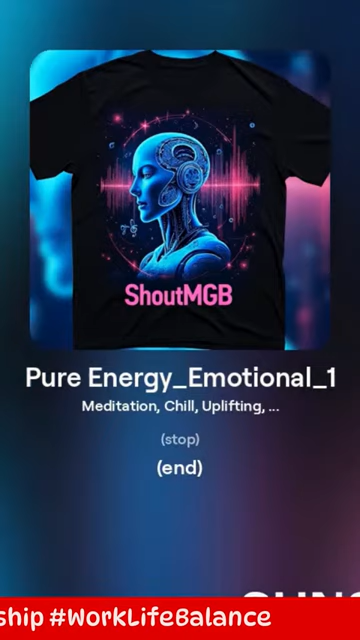 ShoutMGB
Pure Energy_Emotional_1
Meditation, Chill, Uplifting, ...
(stop)
(end)
ship #WorkLifeBalance